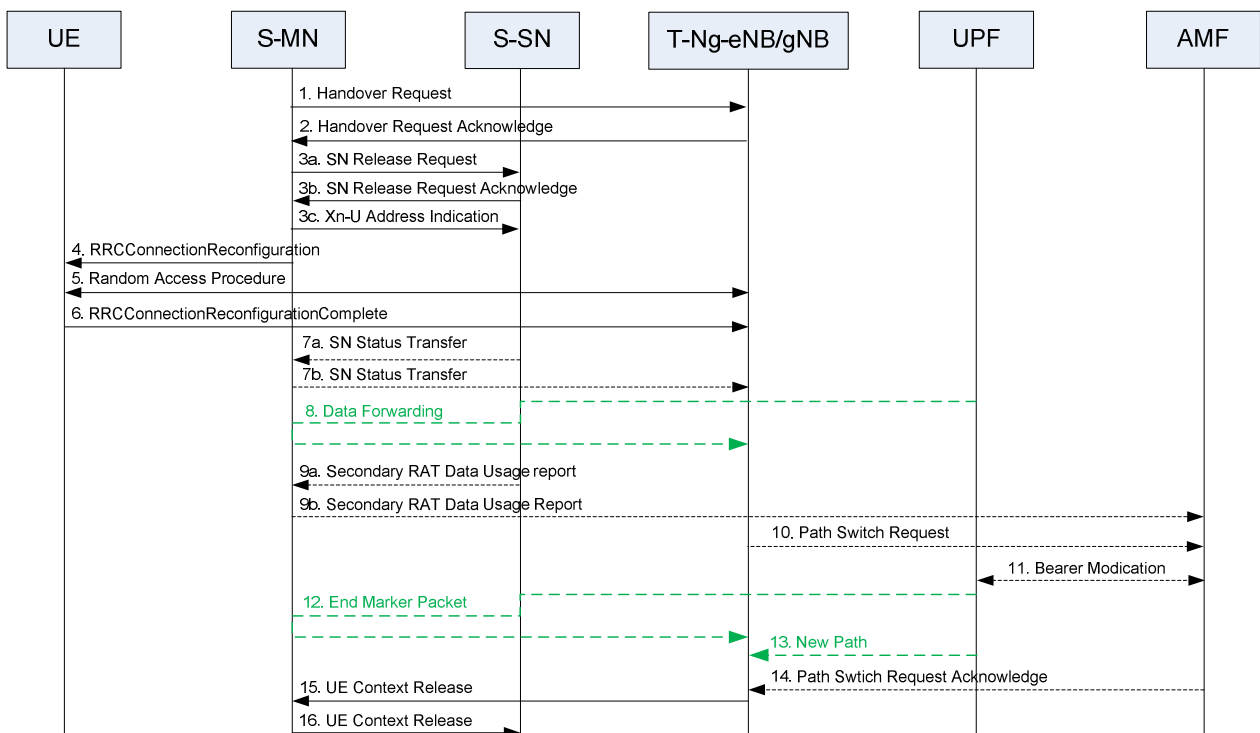 UE
S-MN
S-SN
T-Ng-eNB/gNB
UPF
AMF
1. Handover Request
2. Handover Request Acknowledge
3a. SN Release Request
3b. SN Release Request Acknowledge
3c. Xn-U Address Indication
4. RRCConnectionReconfiguration
5. Random Access Procedure
6. RRCConnectionReconfigurationComplete
7a. SN Status Transfer
7b. SN Status Transfer
8. Data Forwarding
9a. Secondary RAT Data Usage report
9b. Secondary RAT Data Usage Report
10. Path Switch Request
11. Bearer Modication
12. End Marker Packet
13. New Path
14. Path Swtich Request Acknowledge
15. UE Context Release
16. UE Context Release